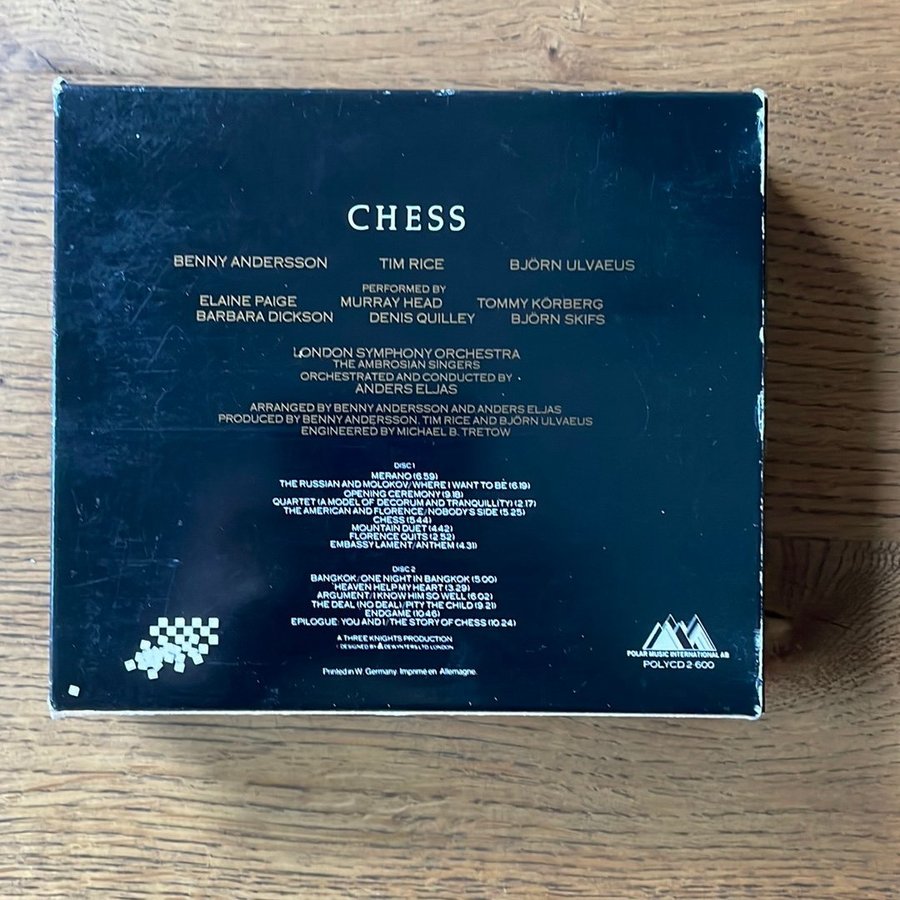 CHESS
BENNY ANDERSSON TIM RICE BJÖRN ULVAEUS
PERFORMED BY
ELAINE PAIGE MURRAY HEAD TOMMY KÖRBERG
BARBARA DICKSON DENIS QUILLEY BJÖRN SKIFS
LONDON SYMPHONY ORCHESTRA
THE AMBROSIAN SINGERS
ORCHESTRATED AND CONDUCTED BY
ANDERS ELJAS
ARRANGED BY BENNY ANDERSSON AND ANDERS ELJAS
PRODUCED BY BENNY ANDERSSON, TIM RICE AND BJÖRN ULVAEUS
ENGINEERED BY MICHAEL B. TRETOW
DISC 1
MERANO (6.59)
THE RUSSIAN AND MOLOKOV/WHERE I WANT TO BE (6.19)
OPENING CEREMONY (9.18)
QUARTET (A MODEL OF DECORUM AND TRANQUILLITY) (2.17)
THE AMERICAN AND FLORENCE/NOBODY'S SIDE (5.25)
CHESS (5.44)
MOUNTAIN DUET (4.42)
FLORENCE QUITS (2.52)
EMBASSY LAMENT/ANTHEM (4.31)
DISC 2
BANGKOK/ONE NIGHT IN BANGKOK (5.00)
HEAVEN HELP MY HEART (3.29)
ARGUMENT/I KNOW HIM SO WELL (6.02)
THE DEAL (NO DEAL)/PITY THE CHILD (9.21)
ENDGAME (10.46)
EPILOGUE: YOU AND I/THE STORY OF CHESS (10.24)
A THREE KNIGHTS PRODUCTION
DESIGNED BY DEWYNTERS LTD LONDON
Printed in W. Germany. Imprimé en Allemagne.
POLAR MUSIC INTERNATIONAL AB
POLYCD 2-600